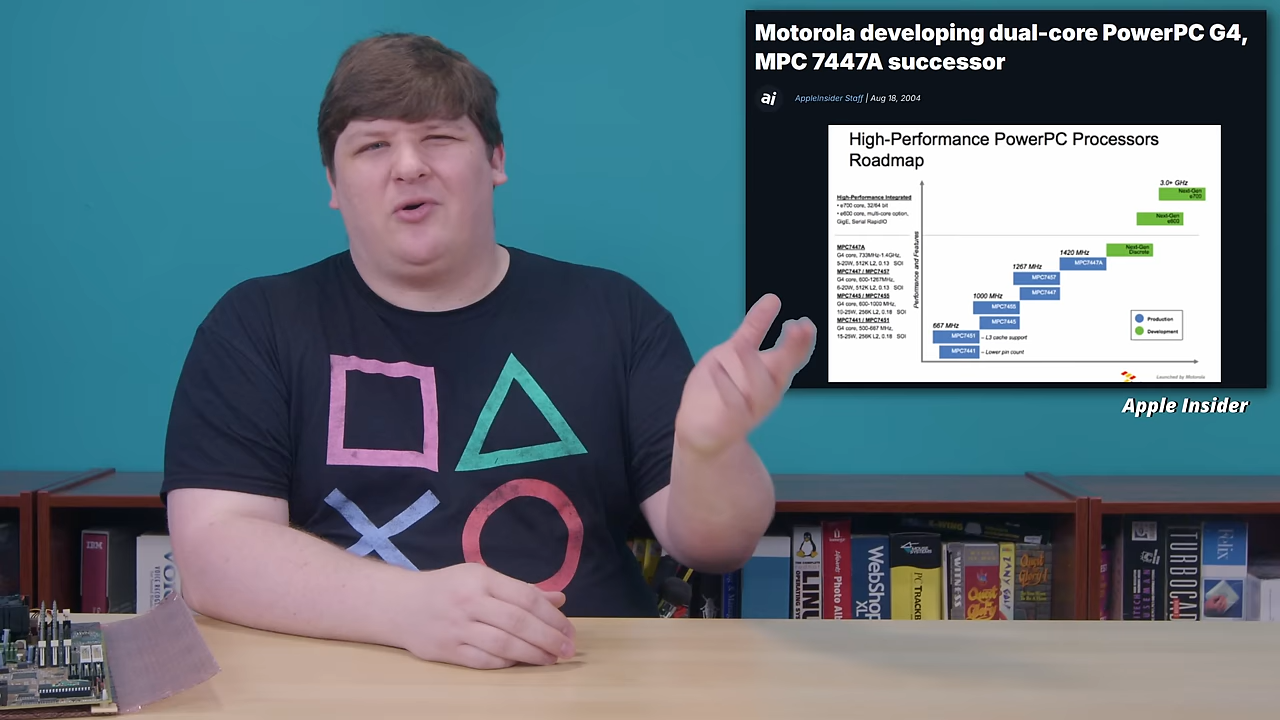 Motorola developing dual-core PowerPC G4,
MPC 7447A successor
ai
AppleInsider Staff | Aug 18, 2004
High-Performance PowerPC Processors
Roadmap
High-Performance Integrated
• e700 core, 32/64 bit
• e600 core, multi-core option,
GigE, Serial RapidIO
MPC7447A
G4 core, 733MHz-1.4GHz,
5-20W, 512K L2, 0.13 SOI
MPC7447 / MPC7457
G4 core, 600-1267MHz,
6-20W, 512K L2, 0.13 SOI
MPC7445 / MPC7455
G4 core, 600-1000 MHz,
10-25W, 256K L2, 0.18 SOI
MPC7441 / MPC7451
G4 core, 500-667 MHz,
15-25W, 256K L2, 0.18 SOI
Performance and Features
3.0+ GHz
Next-Gen
e700
Next-Gen
e600
Next-Gen
Discrete
1420 MHz
MPC7447A
1267 MHz
MPC7457
MPC7447
1000 MHz
MPC7455
MPC7445
667 MHz
MPC7451
– L3 cache support
MPC7441
– Lower pin count
Production
Development
Launched by Motorola
Apple Insider
IBM
WebShop
XL
PC TRACK
WITNESS
TURBOCAD
Felix